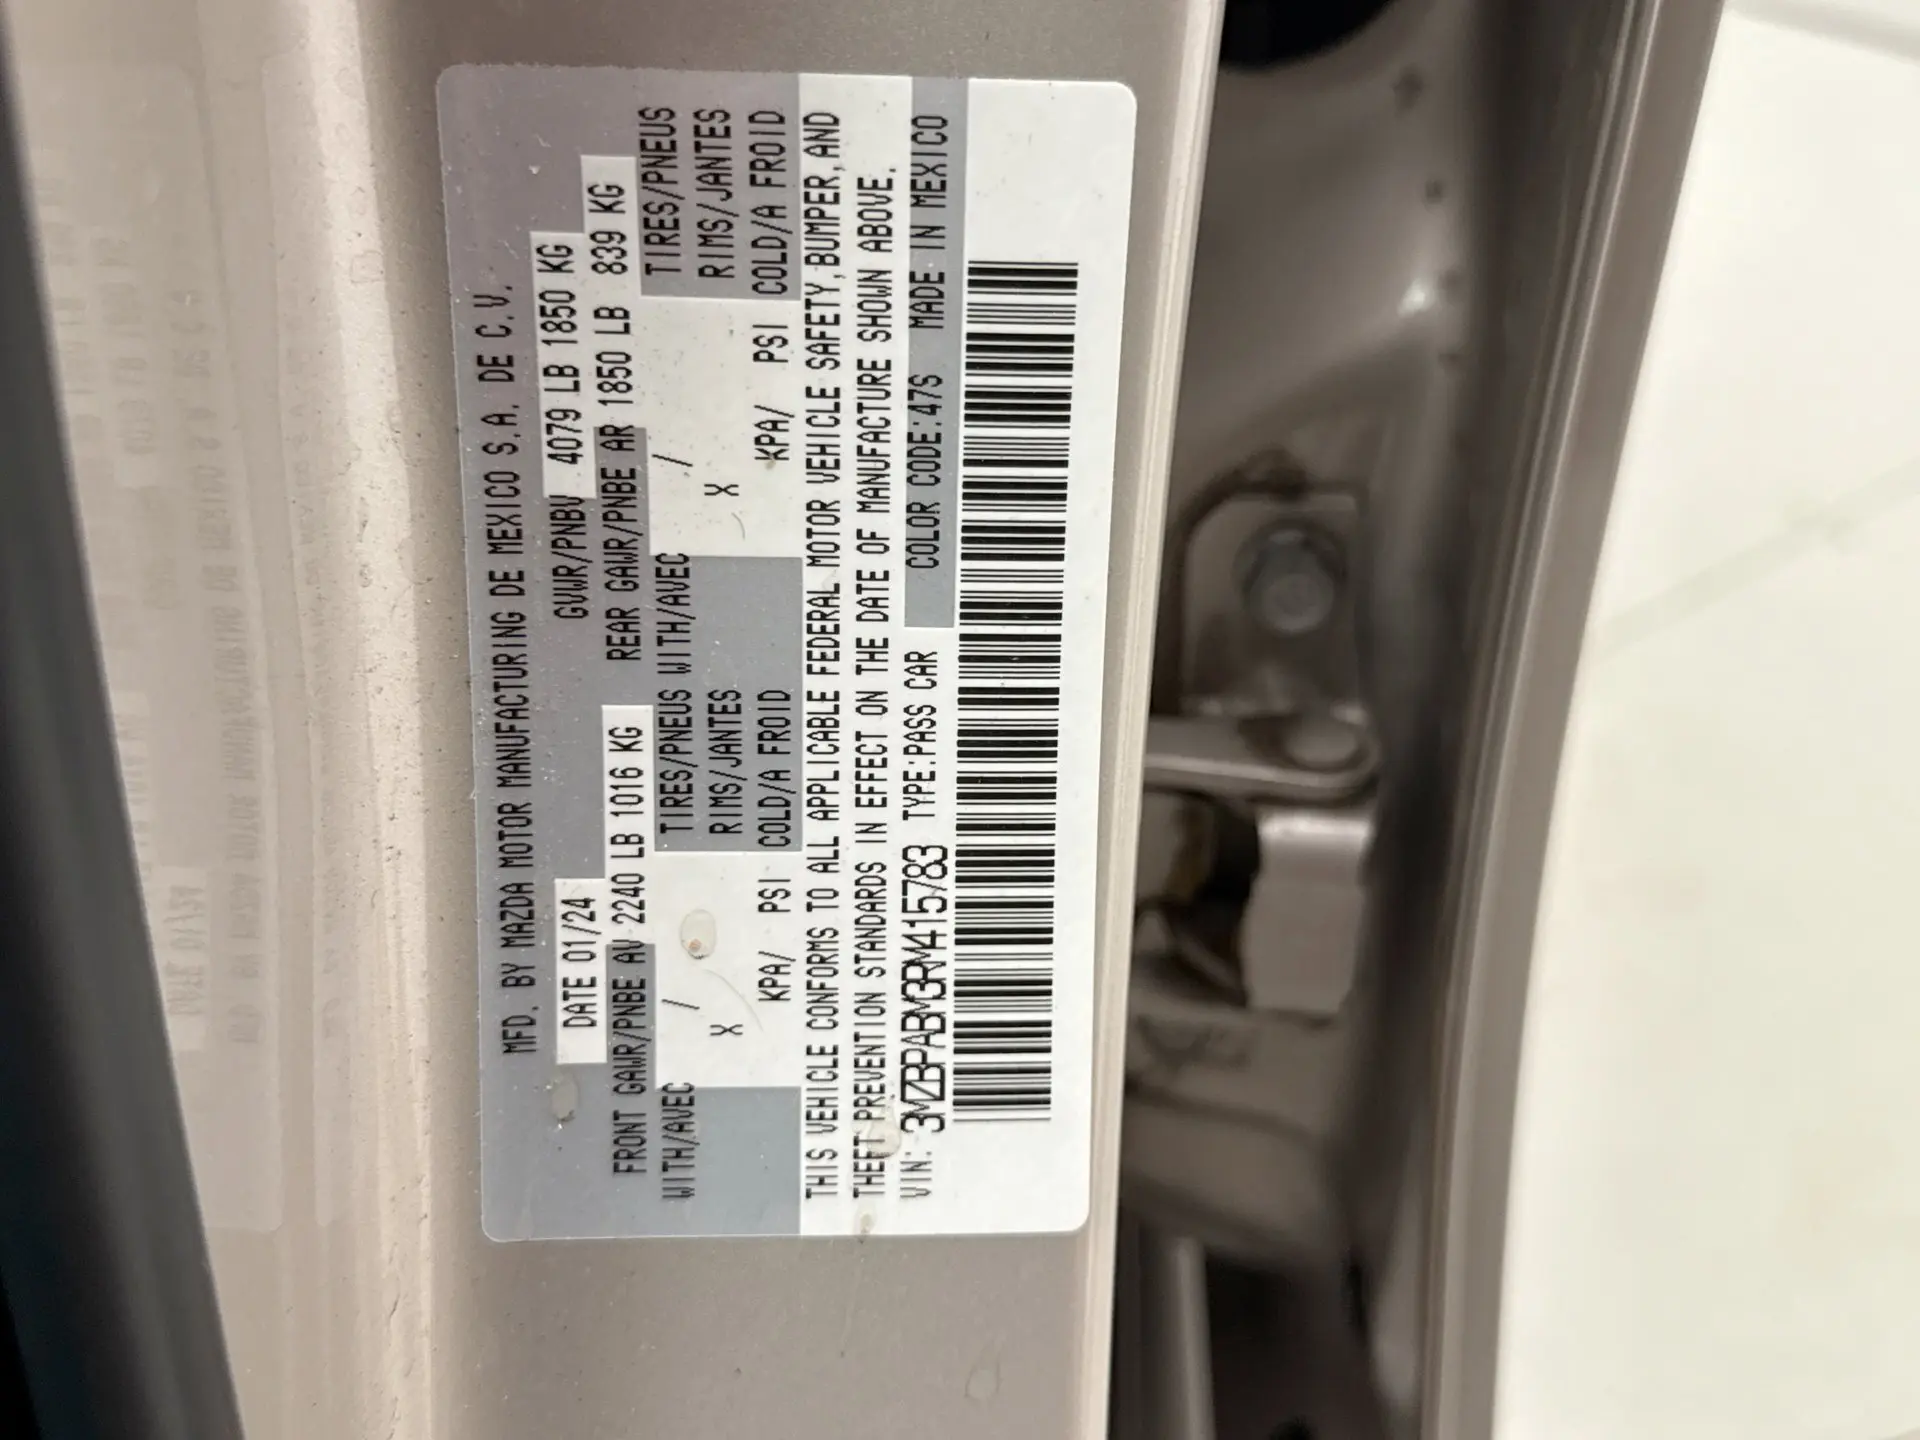 MFD. BY MAZDA MOTOR MANUFACTURING DE MEXICO S.A. DE C.V.
DATE 01/24 GVWR/PNBV 4079 LB 1850 KG
FRONT GAWR/PNBE AV 2240 LB 1016 KG REAR GAWR/PNBE AR 1850 LB 839 KG
WITH/AVEC / TIRES/PNEUS WITH/AVEC / TIRES/PNEUS
X RIMS/JANTES X RIMS/JANTES
KPA/ PSI COLD/A FROID KPA/ PSI COLD/A FROID
THIS VEHICLE CONFORMS TO ALL APPLICABLE FEDERAL MOTOR VEHICLE SAFETY, BUMPER, AND
THEFT PREVENTION STANDARDS IN EFFECT ON THE DATE OF MANUFACTURE SHOWN ABOVE.
VIN: 3MZBPABM3RM415783 TYPE:PASS CAR COLOR CODE:47S MADE IN MEXICO